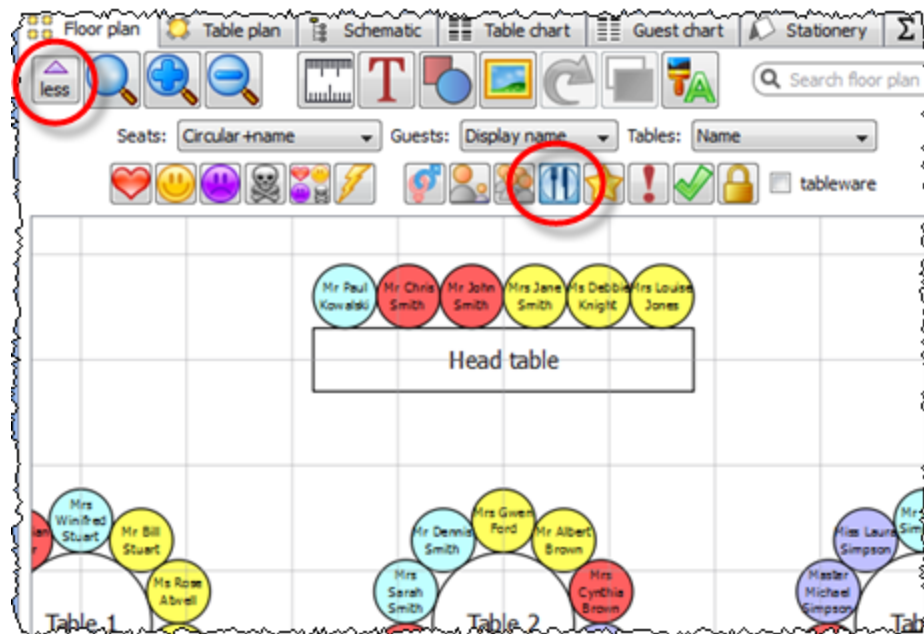 Floor plan Table plan Schematic Table chart Guest chart Stationery Σ
less T A Search floor plan
Seats: Circular+name Guests: Display name Tables: Name
tableware
Mr Paul Kowalski
Mr Chris Smith
Mr John Smith
Mrs Jane Smith
Ms Debbie Knight
Mrs Louise Jones
Head table
Mrs Winifred Stuart
Mr Bill Stuart
Ms Rose Atwell
Table 1
Mrs Gwen Ford
Mr Dennis Smith
Mr Albert Brown
Mrs Sarah Smith
Mrs Cynthia Brown
Table 2
Miss Laura Simpson
Master Michael Simpson